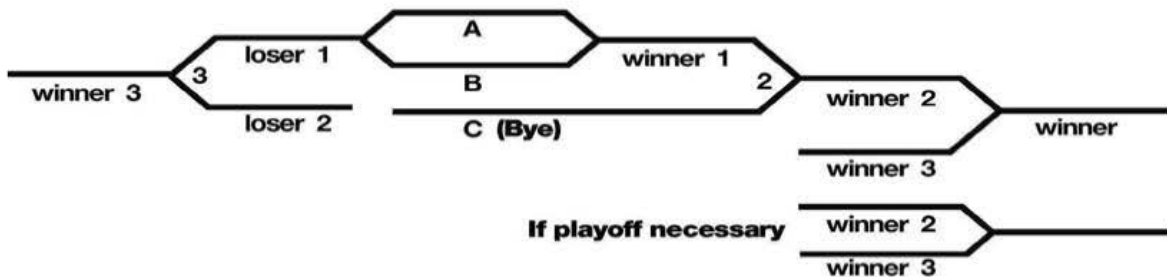 A
loser 1
winner 1
3
2
B
winner 3
winner 2
loser 2
C (Bye)
winner
winner 3
If playoff necessary
winner 2
winner 3